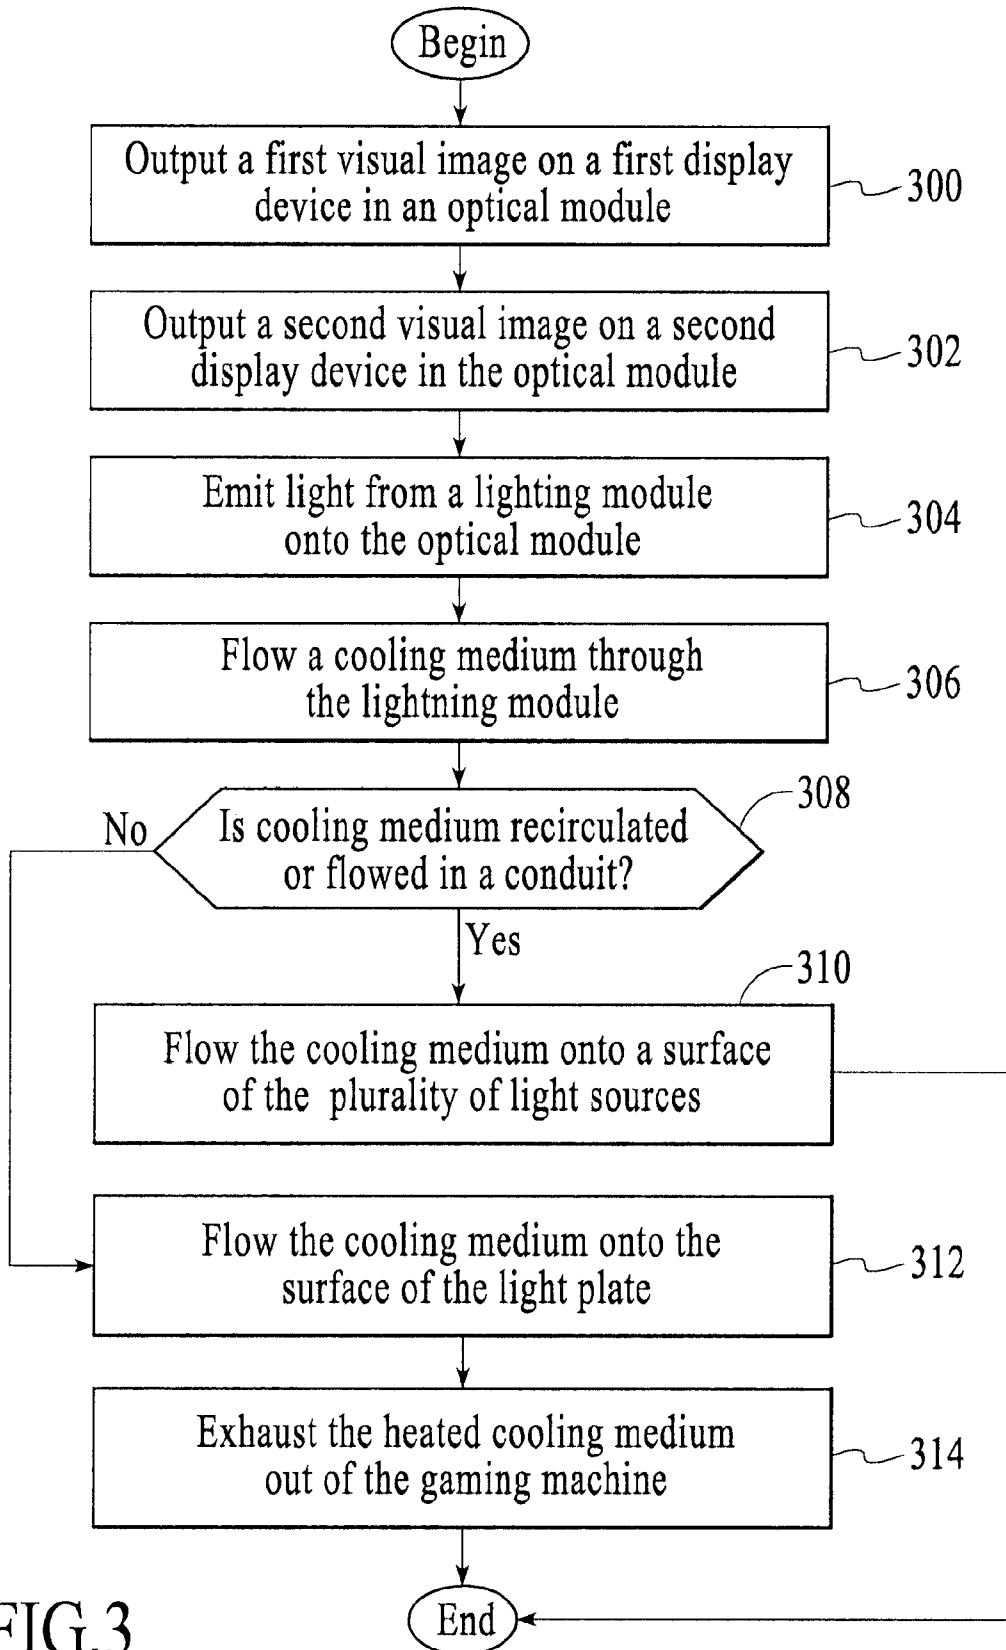 Begin
Output a first visual image on a first display
device in an optical module
300
Output a second visual image on a second
display device in the optical module
302
Emit light from a lighting module
onto the optical module
304
Flow a cooling medium through
the lightning module
306
308
No
Is cooling medium recirculated
or flowed in a conduit?
Yes
310
Flow the cooling medium onto a surface
of the plurality of light sources
Flow the cooling medium onto the
surface of the light plate
312
Exhaust the heated cooling medium
out of the gaming machine
314
End
FIG.3